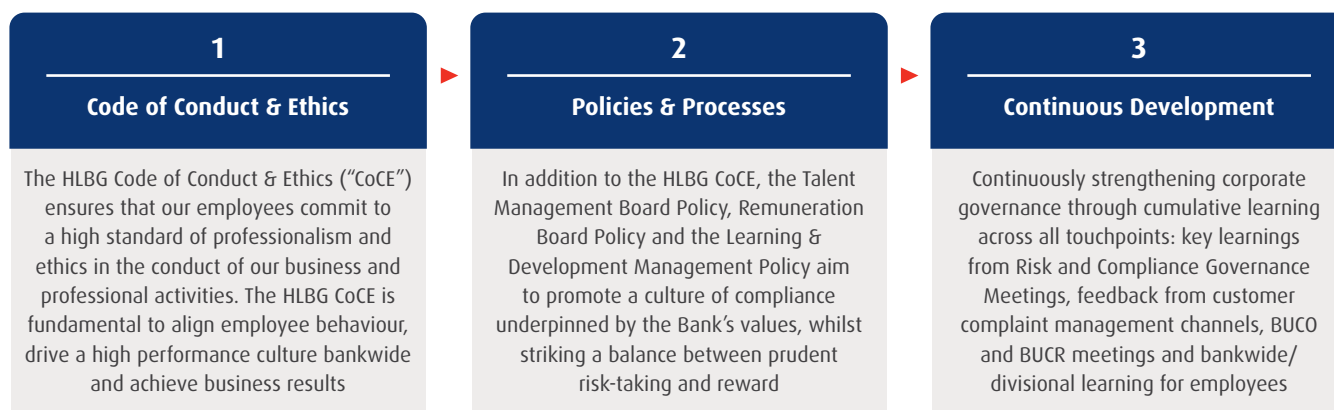 1
Code of Conduct & Ethics
The HLBG Code of Conduct & Ethics (“CoCE”)
ensures that our employees commit to
a high standard of professionalism and
ethics in the conduct of our business and
professional activities. The HLBG CoCE is
fundamental to align employee behaviour,
drive a high performance culture bankwide
and achieve business results
2
Policies & Processes
In addition to the HLBG CoCE, the Talent
Management Board Policy, Remuneration
Board Policy and the Learning &
Development Management Policy aim
to promote a culture of compliance
underpinned by the Bank’s values, whilst
striking a balance between prudent
risk-taking and reward
3
Continuous Development
Continuously strengthening corporate
governance through cumulative learning
across all touchpoints: key learnings
from Risk and Compliance Governance
Meetings, feedback from customer
complaint management channels, BUCO
and BUCR meetings and bankwide/
divisional learning for employees